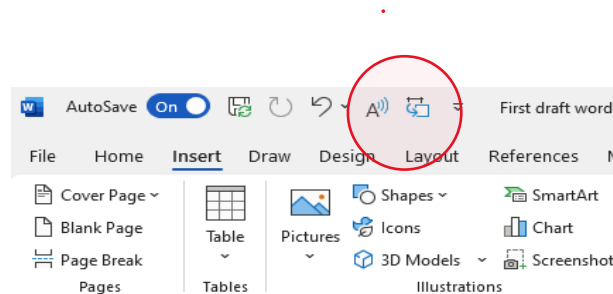 AutoSave On First draft word
File Home Insert Draw Design Layout References
Cover Page Shapes SmartArt
Blank Page Table Pictures Icons Chart
Page Break 3D Models Screenshot
Pages Tables Illustrations